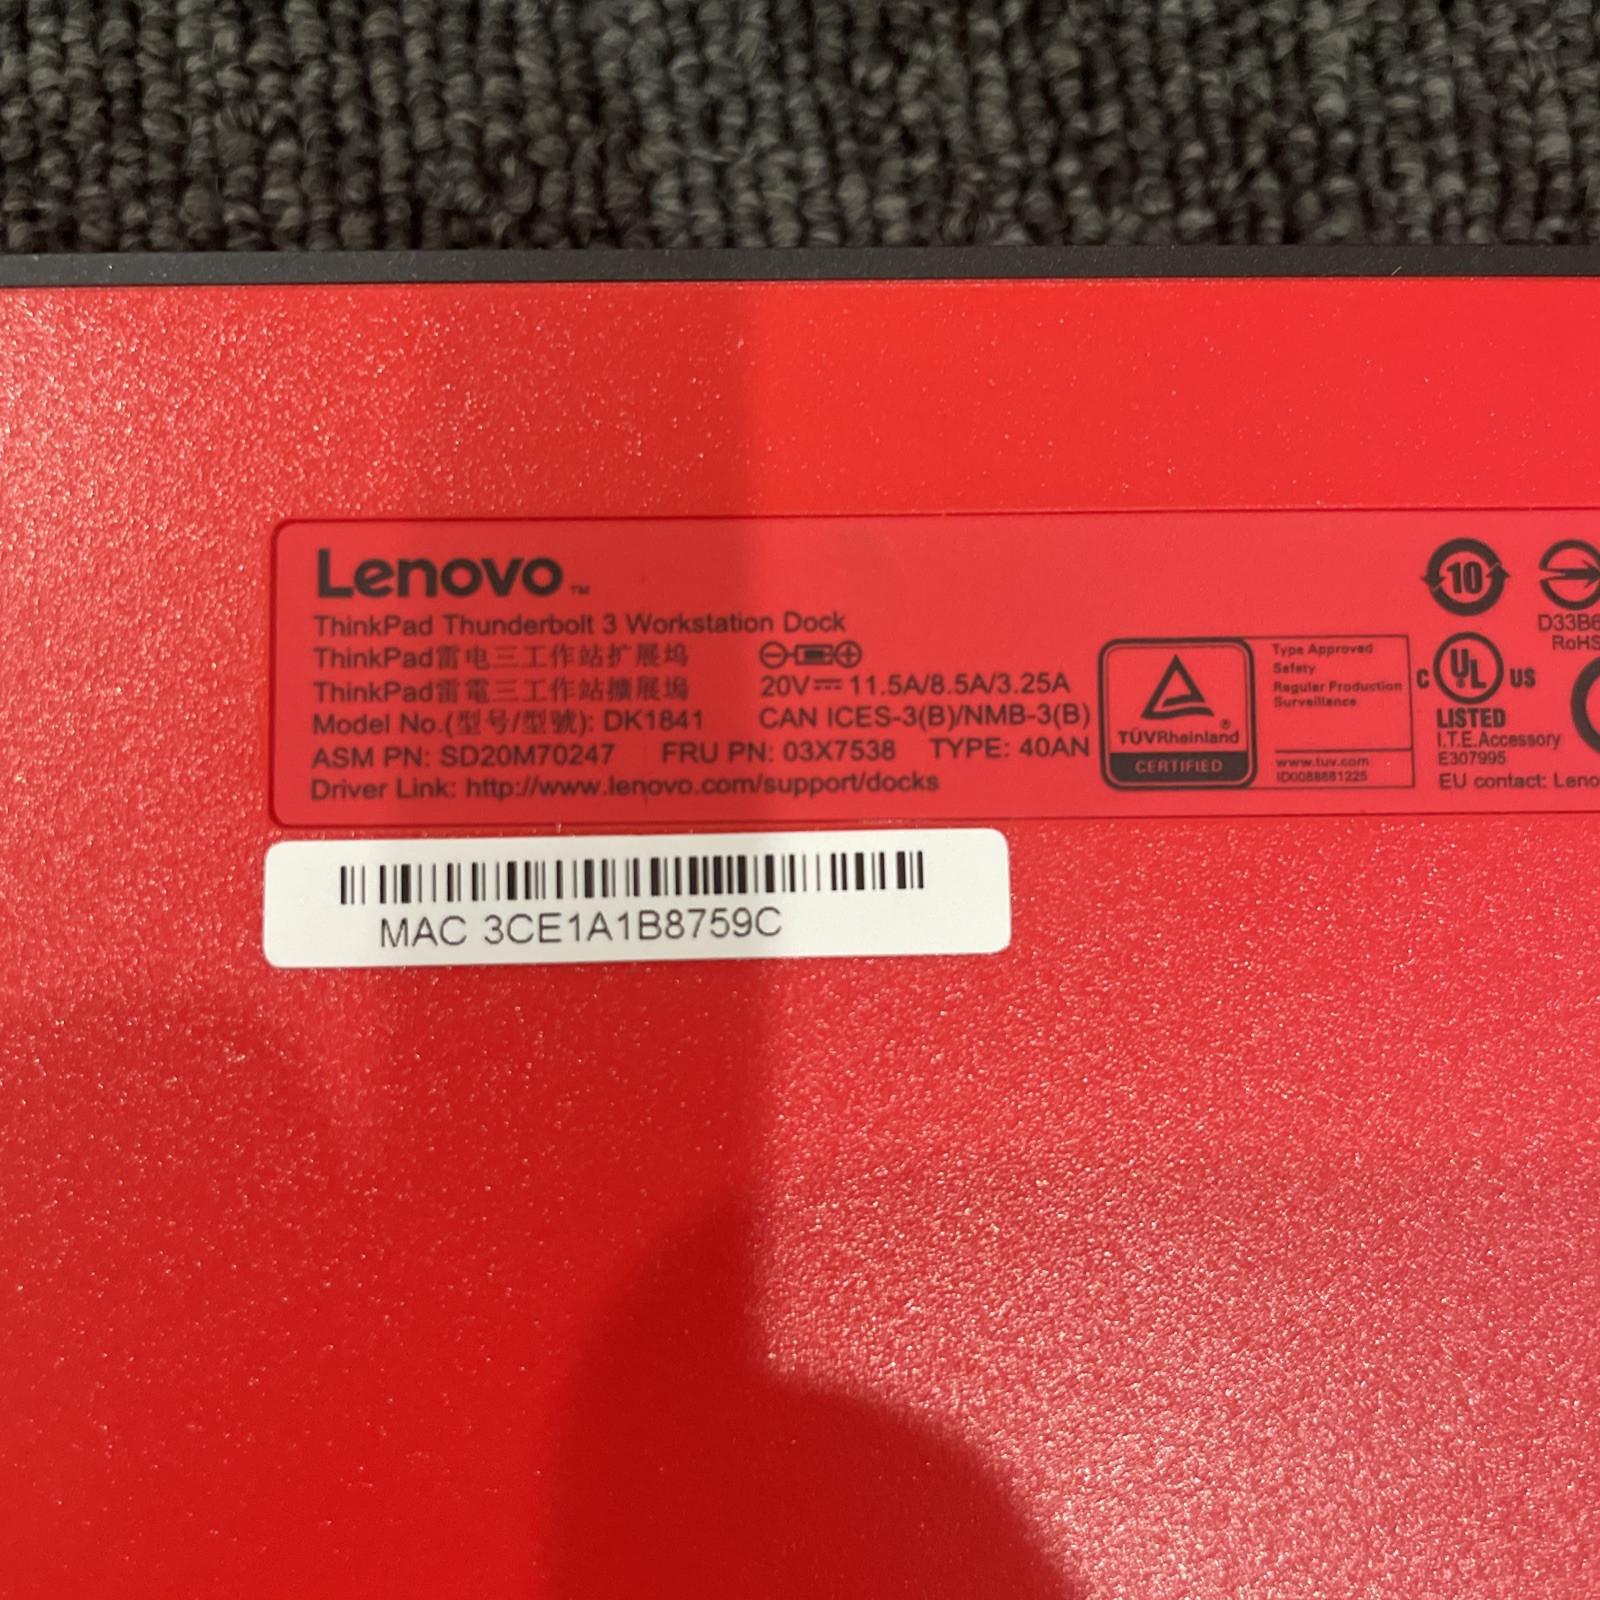 Lenovo™
ThinkPad Thunderbolt 3 Workstation Dock
ThinkPad雷电三工作站扩展坞
ThinkPad雷電三工作站擴展塢
20V⎓11.5A/8.5A/3.25A
Model No.(型号/型號): DK1841
CAN ICES-3(B)/NMB-3(B)
ASM PN: SD20M70247 FRU PN: 03X7538 TYPE: 40AN
Driver Link: http://www.lenovo.com/support/docks
TÜVRheinland®
CERTIFIED
Type Approved
Safety
Regular Production
Surveillance
www.tuv.com
ID0088881225
10
D33B6
RoHS
C UL US
LISTED
I.T.E.Accessory
E307995
EU contact: Leno
MAC 3CE1A1B8759C